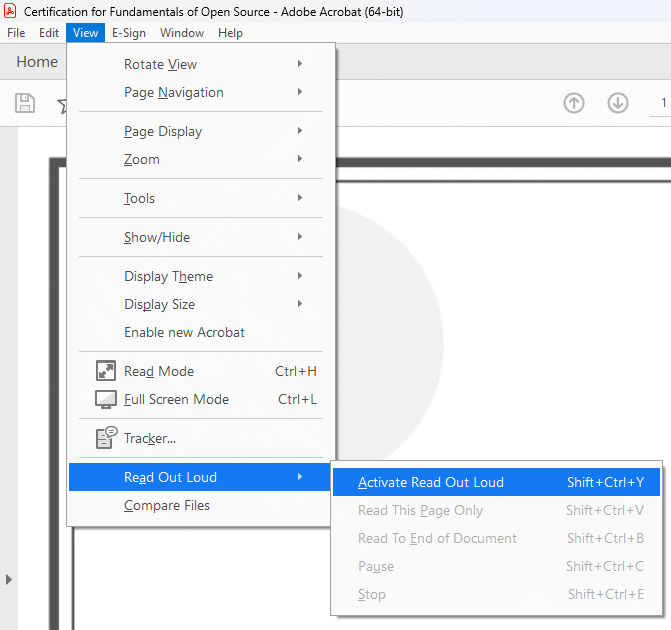 Certification for Fundamentals of Open Source - Adobe Acrobat (64-bit)
File Edit View E-Sign Window Help
Home
1
Rotate View
Page Navigation
Page Display
Zoom
Tools
Show/Hide
Display Theme
Display Size
Enable new Acrobat
Read Mode Ctrl+H
Full Screen Mode Ctrl+L
Tracker...
Read Out Loud
Compare Files
Activate Read Out Loud Shift+Ctrl+Y
Read This Page Only Shift+Ctrl+V
Read To End of Document Shift+Ctrl+B
Pause Shift+Ctrl+C
Stop Shift+Ctrl+E